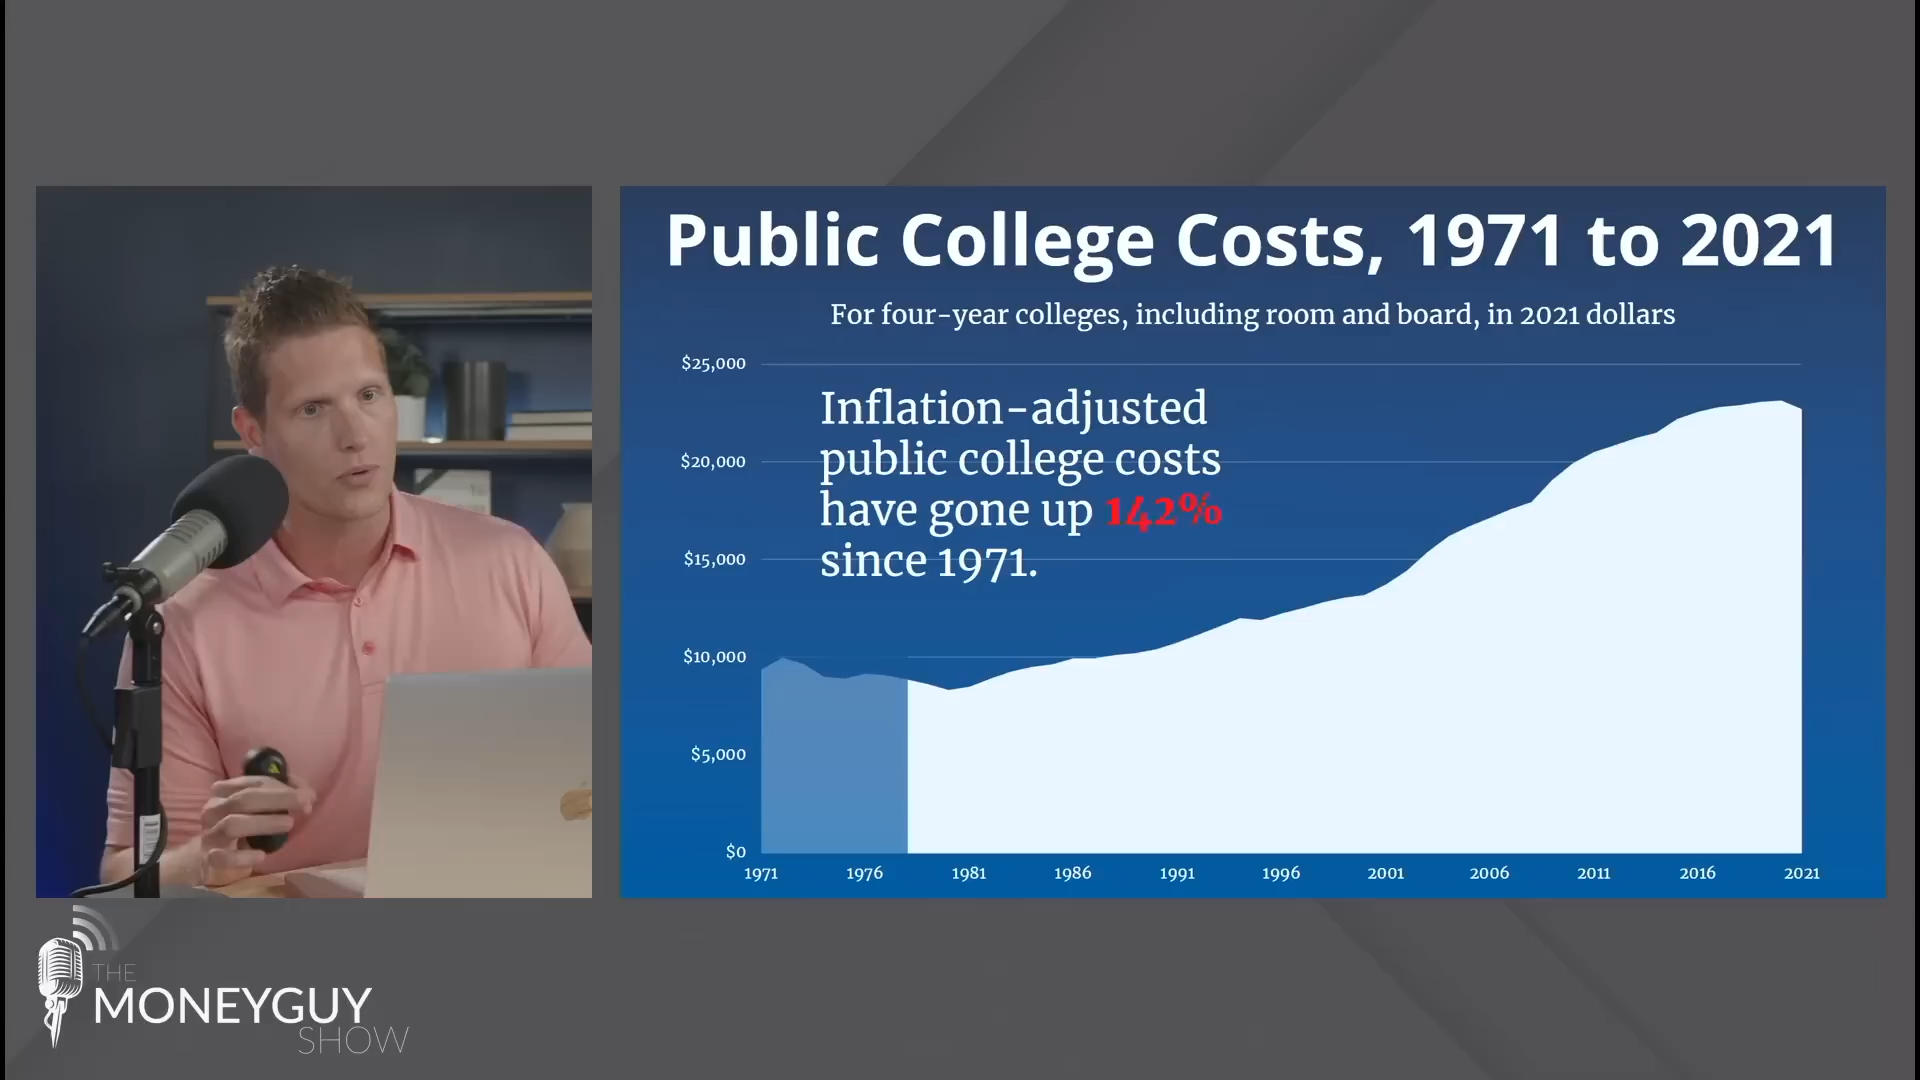 Public College Costs, 1971 to 2021
For four-year colleges, including room and board, in 2021 dollars
$25,000
Inflation-adjusted
public college costs
have gone up 142%
since 1971.
$20,000
$15,000
$10,000
$5,000
$0
1971 1976 1981 1986 1991 1996 2001 2006 2011 2016 2021
THE
MONEYGUY
SHOW